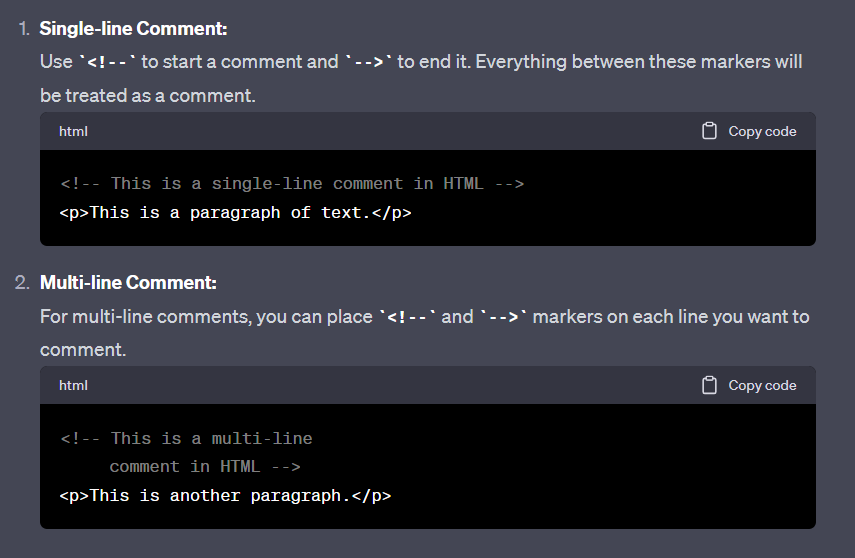 1. Single-line Comment:
Use `<!--` to start a comment and `-->` to end it. Everything between these markers will
be treated as a comment.
html Copy code
<!-- This is a single-line comment in HTML -->
<p>This is a paragraph of text.</p>
2. Multi-line Comment:
For multi-line comments, you can place `<!--` and `-->` markers on each line you want to
comment.
html Copy code
<!-- This is a multi-line
     comment in HTML -->
<p>This is another paragraph.</p>